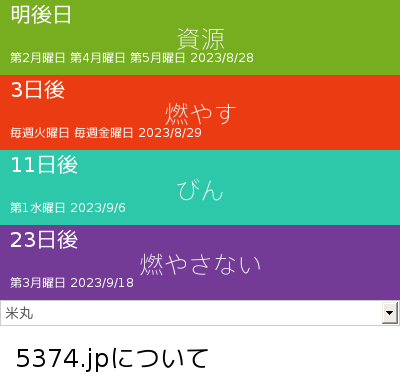 明後日
資源
第2月曜日 第4月曜日 第5月曜日 2023/8/28
3日後
燃やす
毎週火曜日 毎週金曜日 2023/8/29
11日後
びん
第1水曜日 2023/9/6
23日後
燃やさない
第3月曜日 2023/9/18
米丸
5374.jpについて